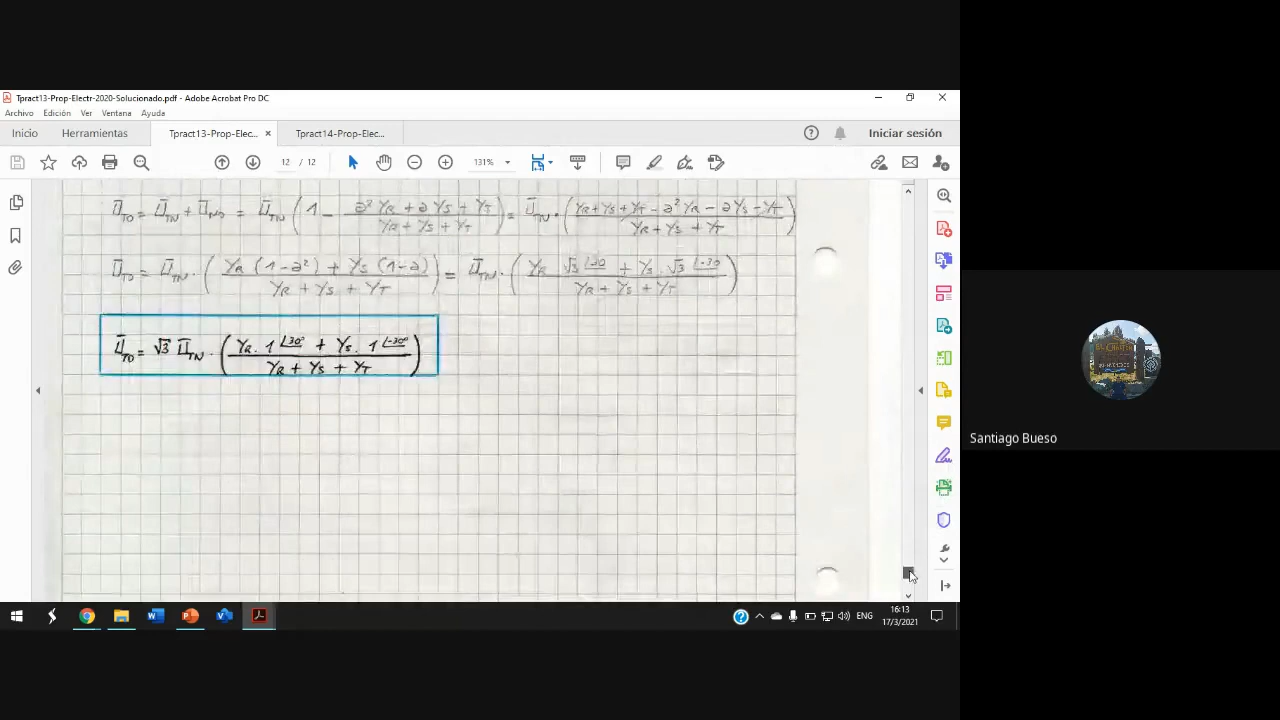 Tpract13-Prop-Electr-2020-Solucionado.pdf - Adobe Acrobat Pro DC
Archivo Edición Ver Ventana Ayuda
Inicio Herramientas Tpract13-Prop-Elec... × Tpract14-Prop-Elec... Iniciar sesión
12 / 12 131%
Ū_TO = Ū_TN + Ū_NO = Ū_TN (1 - (a² Y_R + a Y_S + Y_T) / (Y_R + Y_S + Y_T)) = Ū_TN · ((Y_R + Y_S + Y_T - a² Y_R - a Y_S - Y_T) / (Y_R + Y_S + Y_T))
Ū_TO = Ū_TN · ((Y_R (1-a²) + Y_S (1-a)) / (Y_R + Y_S + Y_T)) = Ū_TN · ((Y_R √3 ∠30 + Y_S · √3 ∠-30) / (Y_R + Y_S + Y_T))
Ū_TO = √3 Ū_TN · ((Y_R · 1 ∠30° + Y_S · 1 ∠-30°) / (Y_R + Y_S + Y_T))
Santiago Bueso
ENG
16:13
17/3/2021